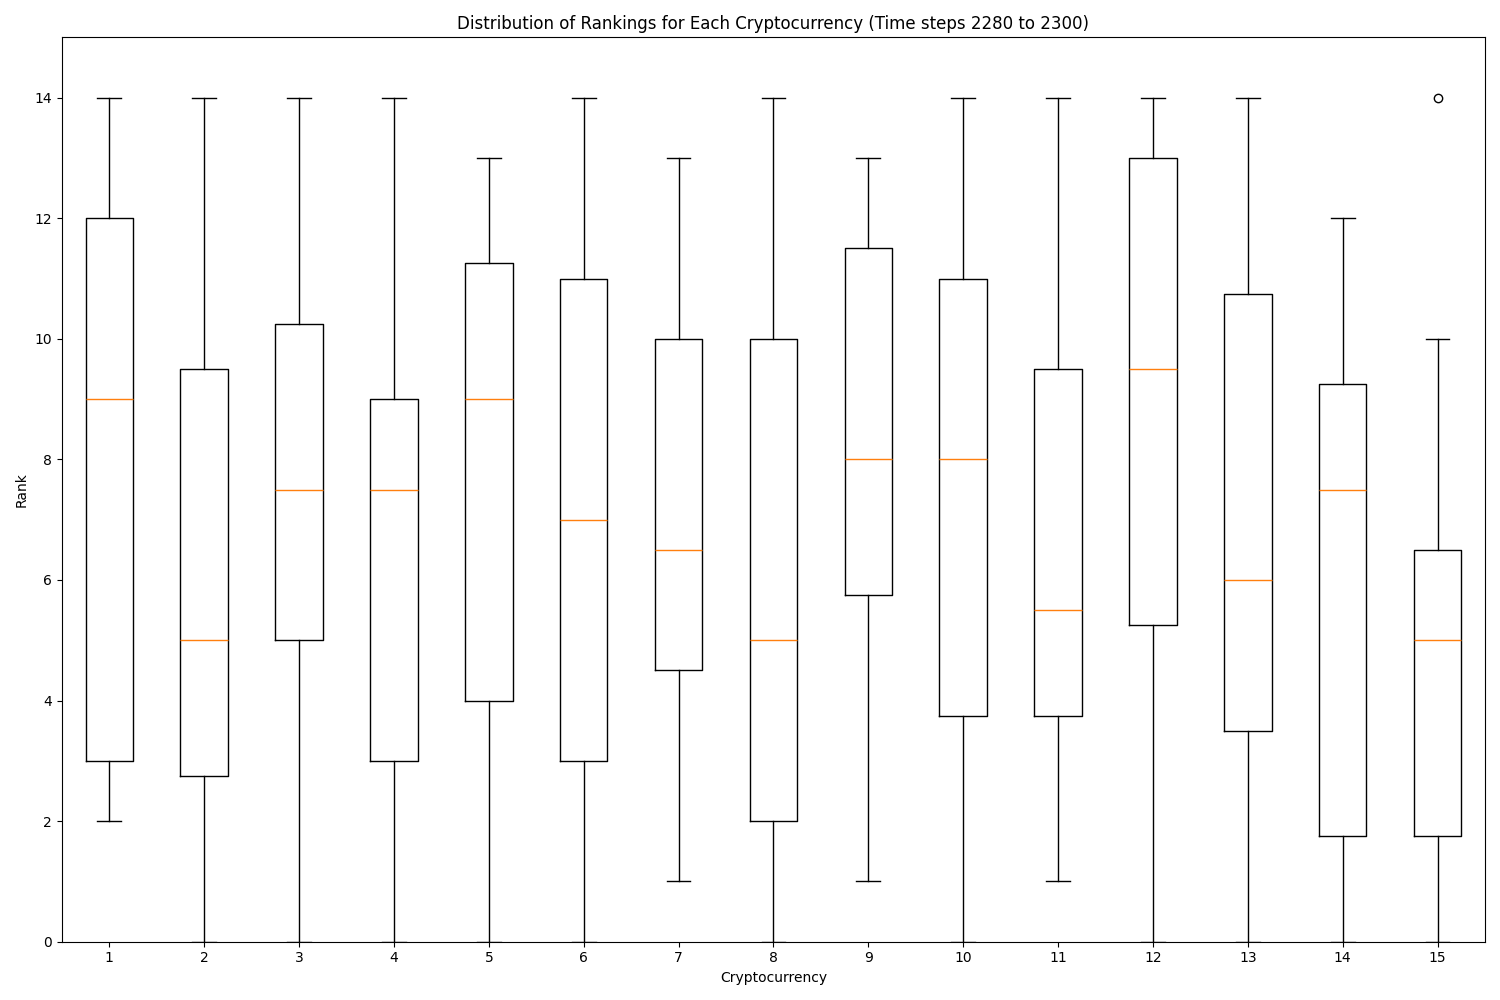 Distribution of Rankings for Each Cryptocurrency (Time steps 2280 to 2300)
14
12
10
8
6
4
2
0
Rank
1 2 3 4 5 6 7 8 9 10 11 12 13 14 15
Cryptocurrency